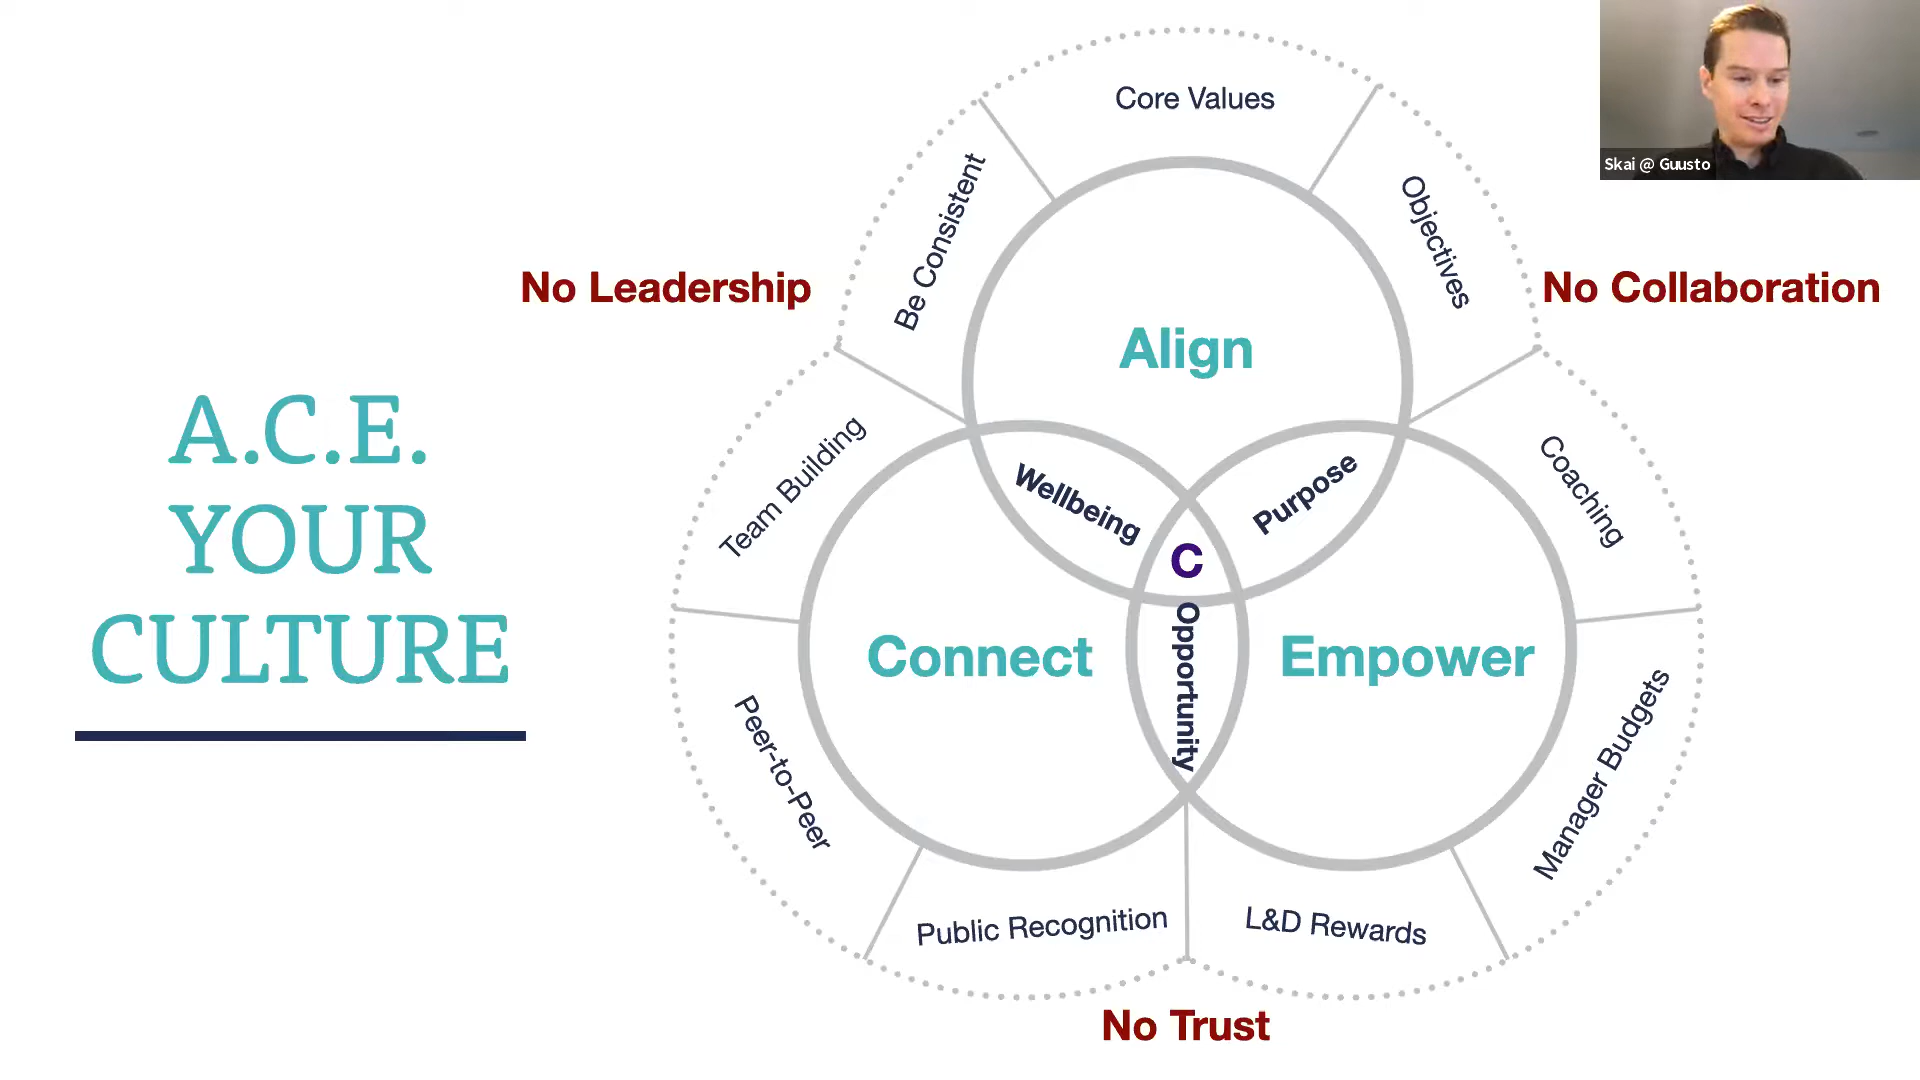 A.C.E.
YOUR
CULTURE
Core Values
Be Consistent
Objectives
No Leadership
No Collaboration
Align
Team Building
Coaching
Wellbeing
Purpose
C
Opportunity
Connect
Empower
Peer-to-Peer
Manager Budgets
Public Recognition
L&D Rewards
No Trust
Skai @ Guusto